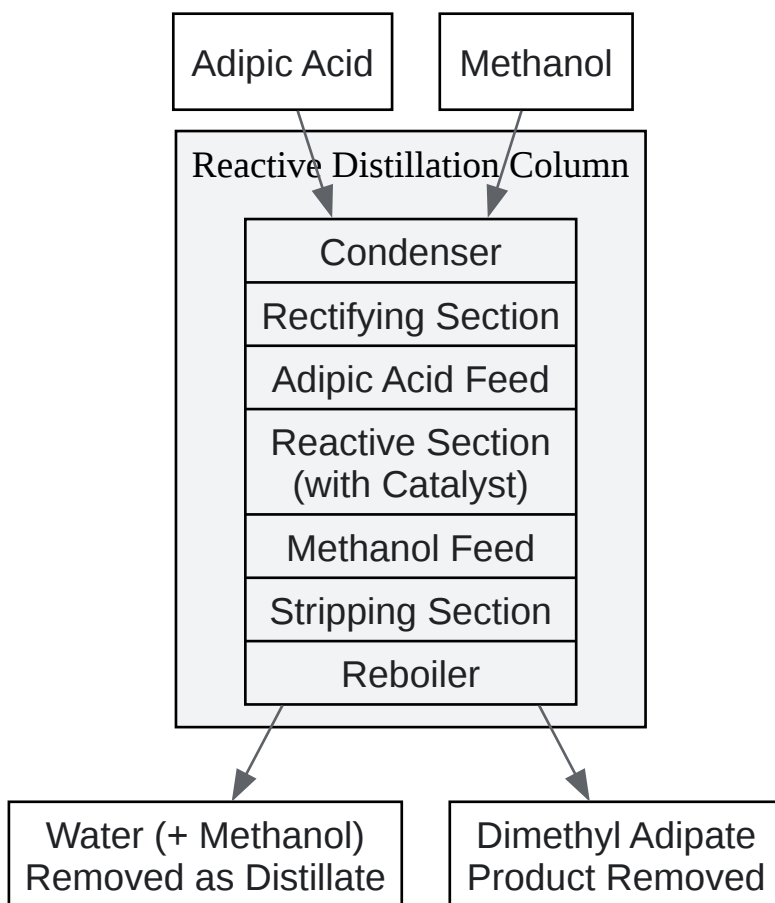 Adipic Acid
Methanol
Reactive Distillation Column
Condenser
Rectifying Section
Adipic Acid Feed
Reactive Section
(with Catalyst)
Methanol Feed
Stripping Section
Reboiler
Water (+ Methanol)
Removed as Distillate
Dimethyl Adipate
Product Removed